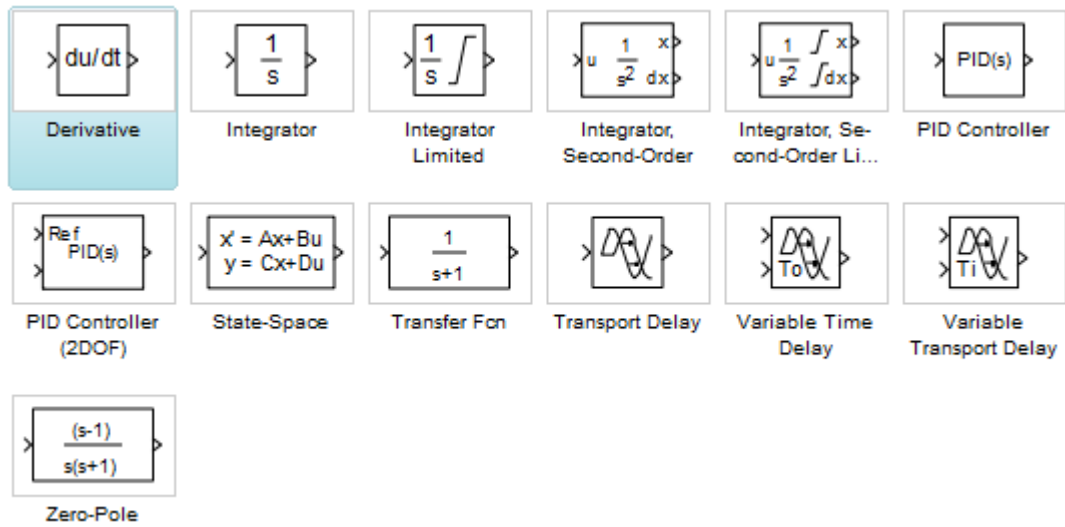 du/dt
Derivative
1
s
Integrator
1
s
Integrator
Limited
u 1 x
s² dx
Integrator,
Second-Order
u 1 x
s² dx
Integrator, Se-
cond-Order Li...
PID(s)
PID Controller
Ref
PID(s)
PID Controller
(2DOF)
x' = Ax+Bu
y = Cx+Du
State-Space
1
s+1
Transfer Fcn
Transport Delay
To
Variable Time
Delay
Ti
Variable
Transport Delay
(s-1)
s(s+1)
Zero-Pole